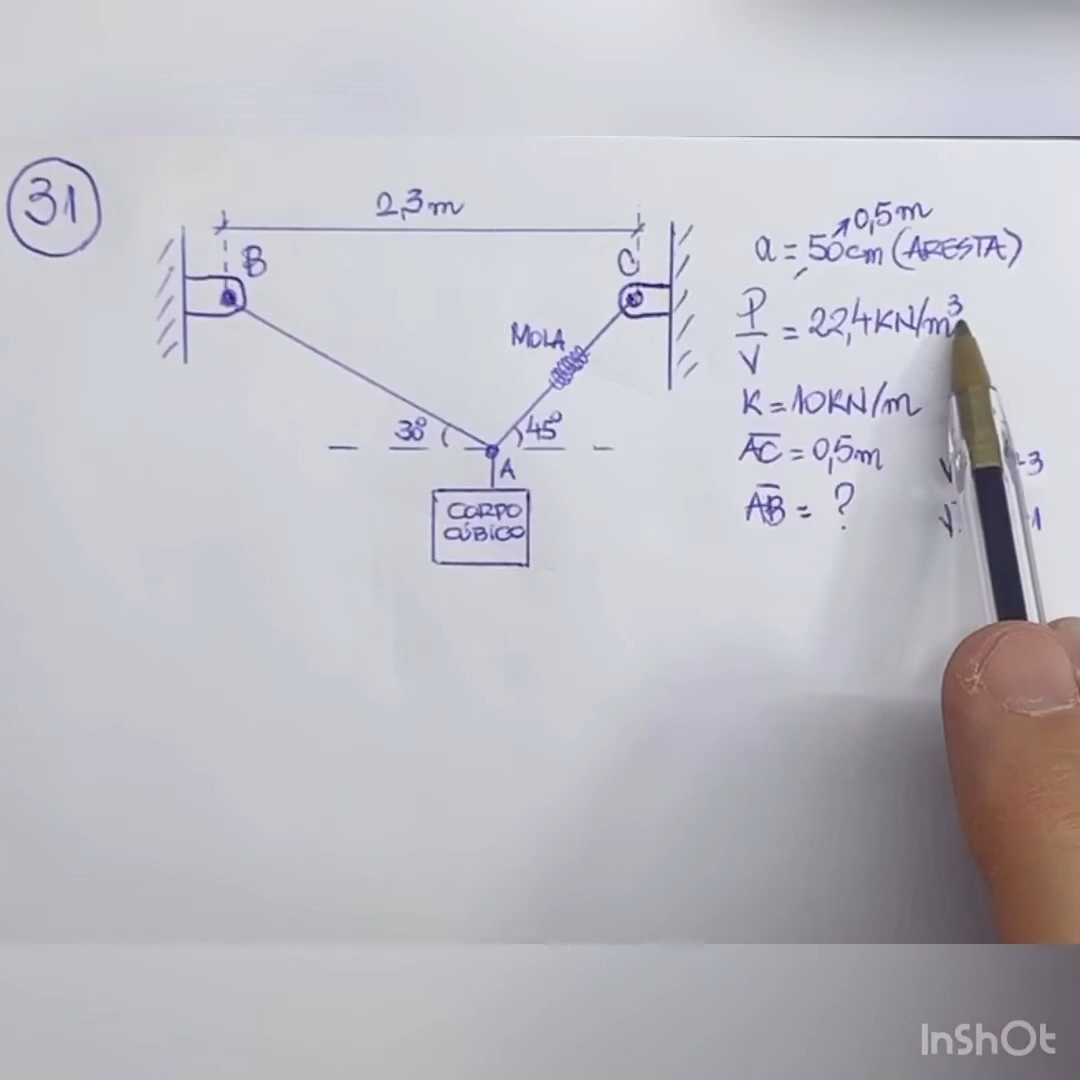 31
2,3m
B
C
MOLA
30°
45°
A
CORPO
CÚBICO
0,5m
a = 50cm (ARESTA)
P/V = 22,4KN/m³
K = 10KN/m
AC = 0,5m
AB = ?
InShOt